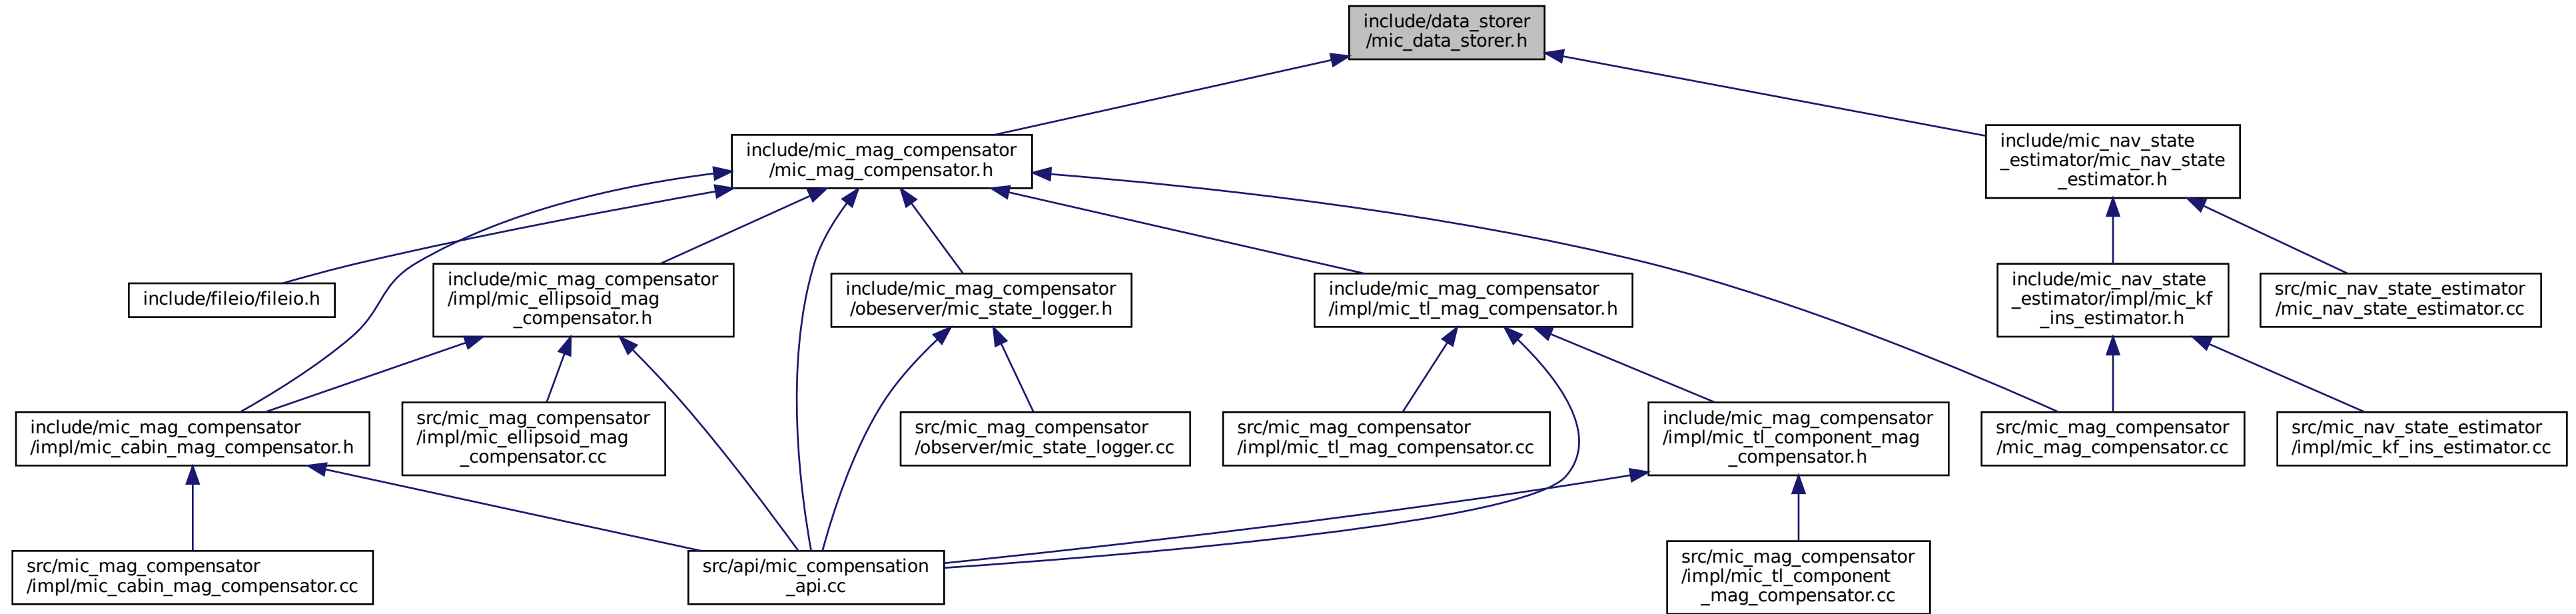 include/data_storer
/mic_data_storer.h
include/mic_mag_compensator
/mic_mag_compensator.h
include/mic_nav_state
_estimator/mic_nav_state
_estimator.h
include/fileio/fileio.h
include/mic_mag_compensator
/impl/mic_ellipsoid_mag
_compensator.h
include/mic_mag_compensator
/obeserver/mic_state_logger.h
include/mic_mag_compensator
/impl/mic_tl_mag_compensator.h
include/mic_nav_state
_estimator/impl/mic_kf
_ins_estimator.h
src/mic_nav_state_estimator
/mic_nav_state_estimator.cc
include/mic_mag_compensator
/impl/mic_cabin_mag_compensator.h
src/mic_mag_compensator
/impl/mic_ellipsoid_mag
_compensator.cc
src/mic_mag_compensator
/observer/mic_state_logger.cc
src/mic_mag_compensator
/impl/mic_tl_mag_compensator.cc
include/mic_mag_compensator
/impl/mic_tl_component_mag
_compensator.h
src/mic_mag_compensator
/mic_mag_compensator.cc
src/mic_nav_state_estimator
/impl/mic_kf_ins_estimator.cc
src/mic_mag_compensator
/impl/mic_cabin_mag_compensator.cc
src/api/mic_compensation
_api.cc
src/mic_mag_compensator
/impl/mic_tl_component
_mag_compensator.cc